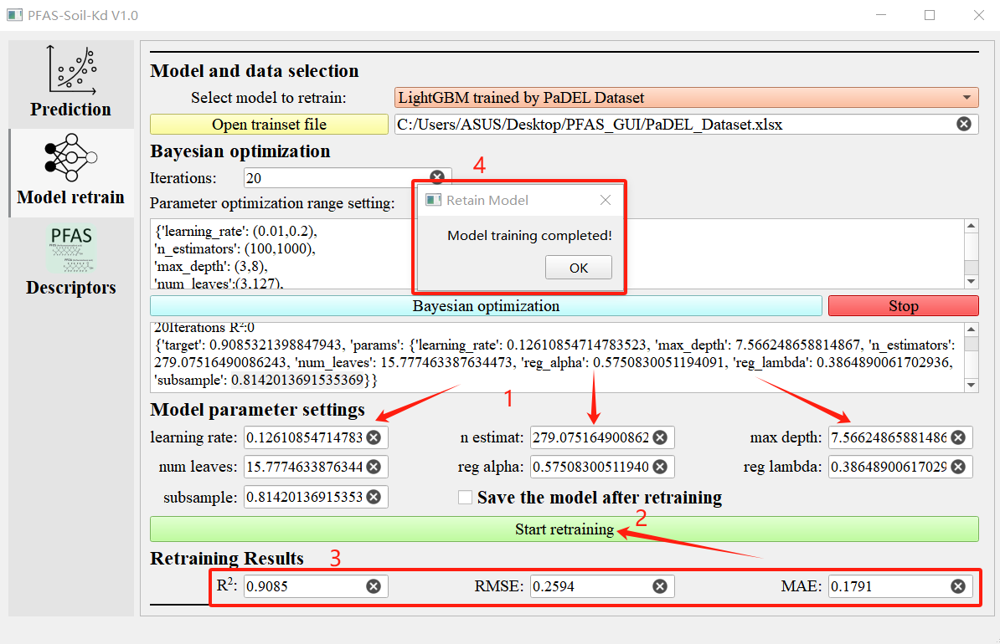 PFAS-Soil-Kd V1.0
Prediction
Model retrain
PFAS
Descriptors
Model and data selection
Select model to retrain:
LightGBM trained by PaDEL Dataset
Open trainset file
C:/Users/ASUS/Desktop/PFAS_GUI/PaDEL_Dataset.xlsx
Bayesian optimization
Iterations:
20
4
Parameter optimization range setting:
Retain Model
Model training completed!
OK
{'learning_rate': (0.01,0.2),
'n_estimators': (100,1000),
'max_depth': (3,8),
'num_leaves':(3,127),
Bayesian optimization
Stop
20Iterations R²:0
{'target': 0.9085321398847943, 'params': {'learning_rate': 0.12610854714783523, 'max_depth': 7.566248658814867, 'n_estimators':
279.07516490086243, 'num_leaves': 15.777463387634473, 'reg_alpha': 0.5750830051194091, 'reg_lambda': 0.3864890061702936,
'subsample': 0.8142013691535369}}
1
Model parameter settings
learning rate: 0.12610854714783
n estimat: 279.075164900862
max depth: 7.56624865881486
num leaves: 15.7774633876344
reg alpha: 0.57508300511940
reg lambda: 0.38648900617029
subsample: 0.81420136915353
Save the model after retraining
2
Start retraining
Retraining Results
3
R²: 0.9085
RMSE: 0.2594
MAE: 0.1791